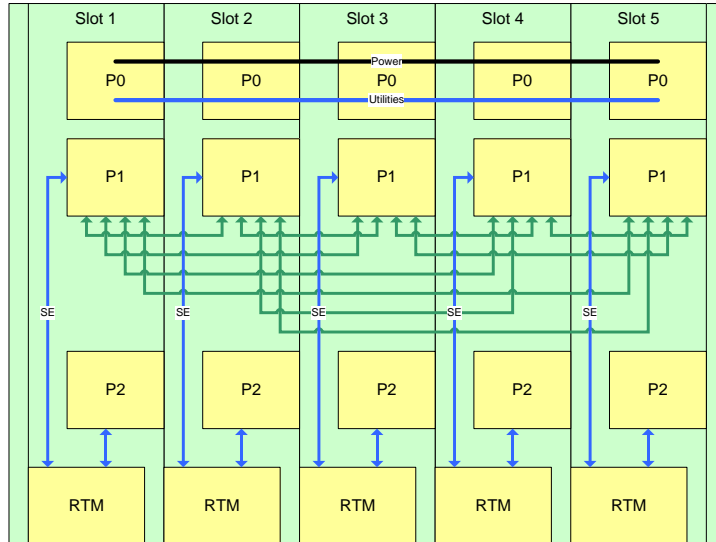 Slot 1 Slot 2 Slot 3 Slot 4 Slot 5
Power
P0 P0 P0 P0 P0
Utilities
P1 P1 P1 P1 P1
SE SE SE SE SE
P2 P2 P2 P2 P2
RTM RTM RTM RTM RTM